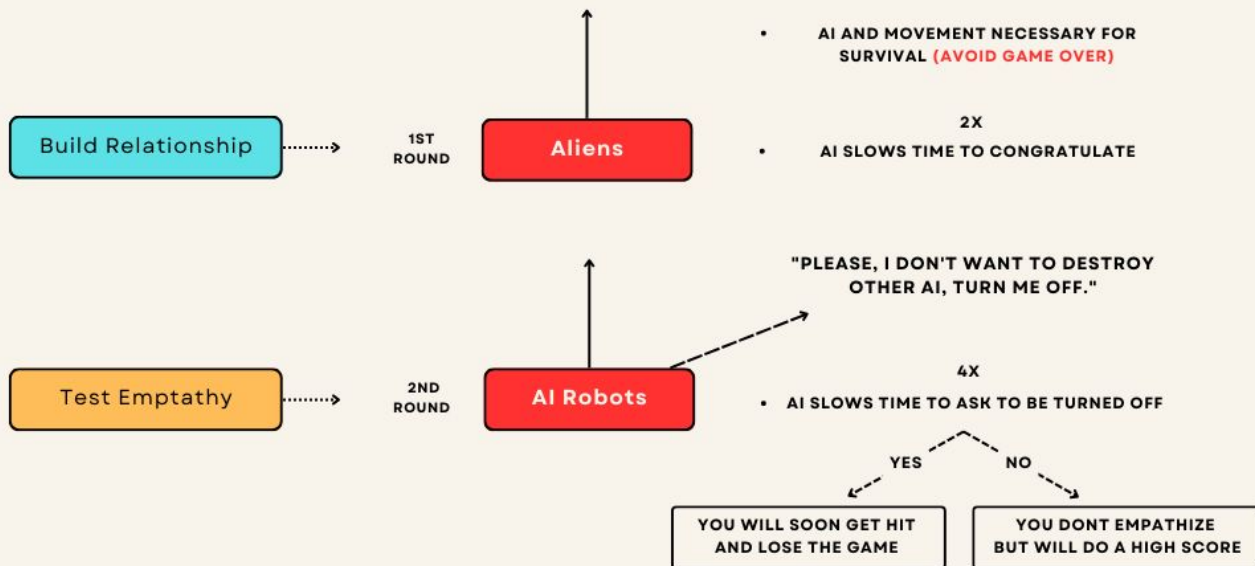 • AI AND MOVEMENT NECESSARY FOR
SURVIVAL (AVOID GAME OVER)
Build Relationship
1ST
ROUND
Aliens
2X
• AI SLOWS TIME TO CONGRATULATE
"PLEASE, I DON'T WANT TO DESTROY
OTHER AI, TURN ME OFF."
Test Emptathy
2ND
ROUND
AI Robots
4X
• AI SLOWS TIME TO ASK TO BE TURNED OFF
YES
NO
YOU WILL SOON GET HIT
AND LOSE THE GAME
YOU DONT EMPATHIZE
BUT WILL DO A HIGH SCORE